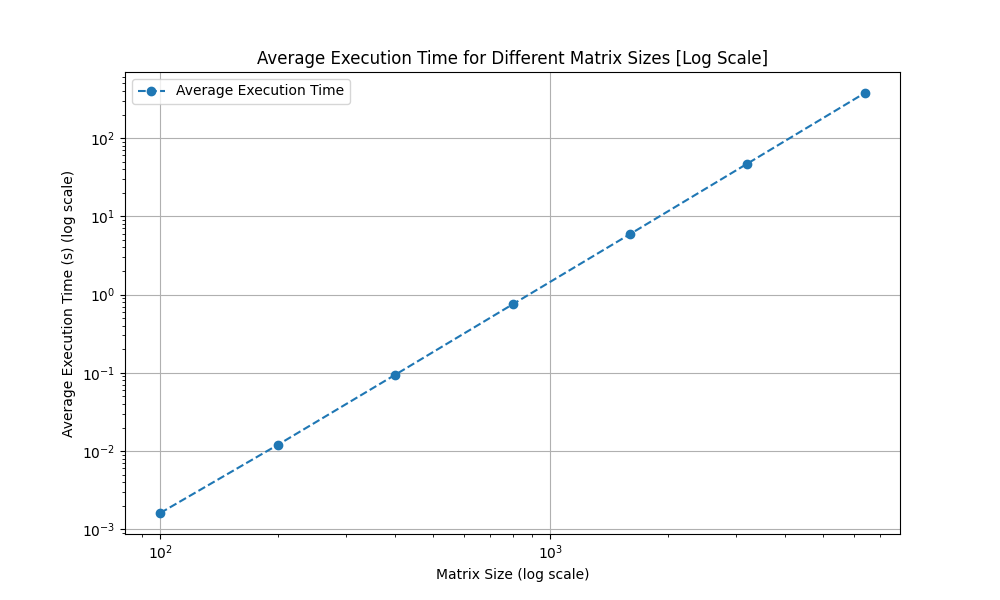 Average Execution Time for Different Matrix Sizes [Log Scale]
Average Execution Time
Average Execution Time (s) (log scale)
10²
10¹
10⁰
10⁻¹
10⁻²
10⁻³
10² 10³
Matrix Size (log scale)